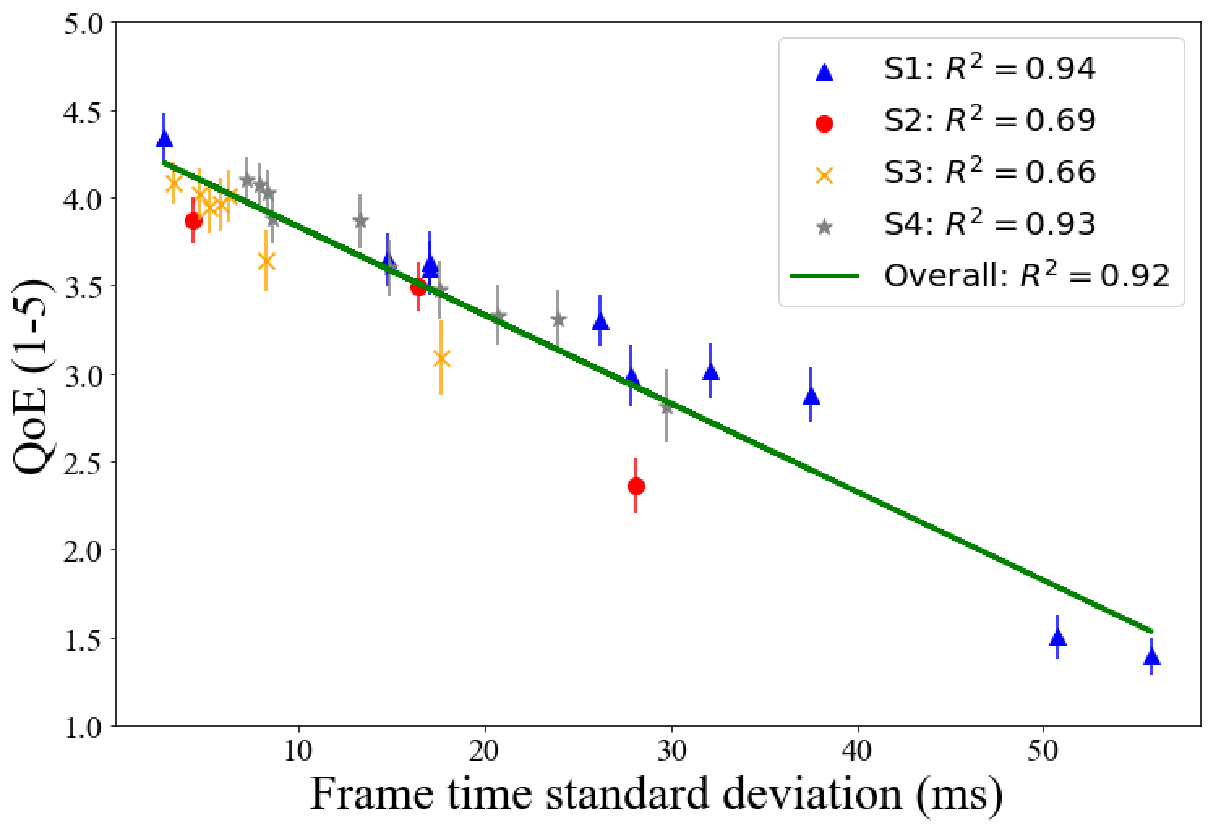 5.0
4.5
4.0
3.5
3.0
2.5
2.0
1.5
1.0
QoE (1-5)
S1: R² = 0.94
S2: R² = 0.69
S3: R² = 0.66
S4: R² = 0.93
Overall: R² = 0.92
10 20 30 40 50
Frame time standard deviation (ms)